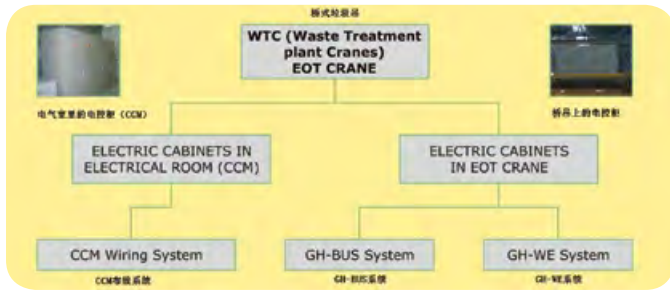 桥式垃圾吊
WTC (Waste Treatment
plant Cranes)
EOT CRANE
电气室里的电控柜（CCM）
桥吊上的电控柜
ELECTRIC CABINETS IN
ELECTRICAL ROOM (CCM)
ELECTRIC CABINETS
IN EOT CRANE
CCM Wiring System
GH-BUS System
GH-WE System
CCM布线系统
GH-BUS系统
GH-WE系统